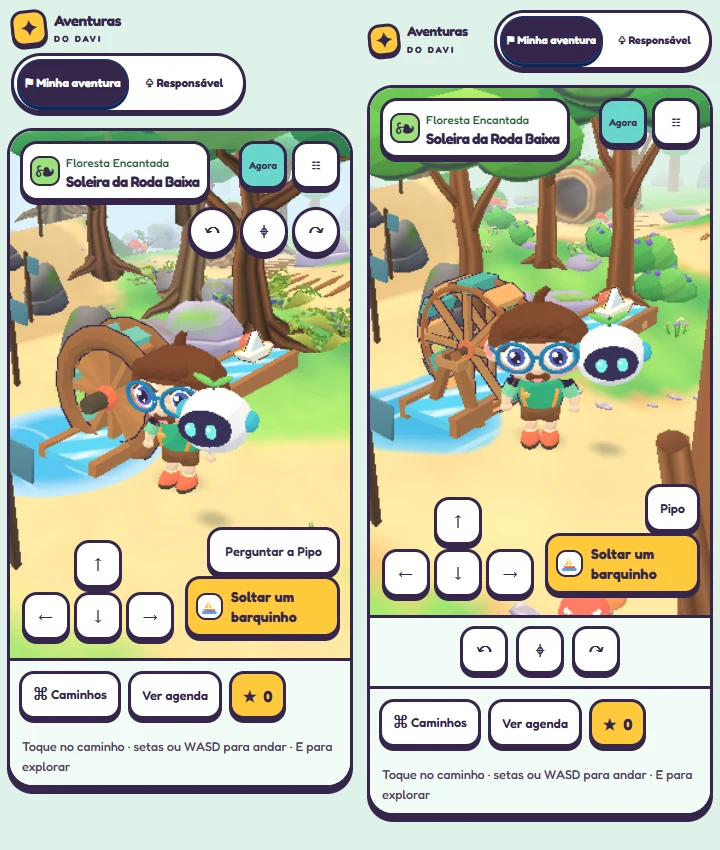 Aventuras
DO DAVI
Minha aventura
Responsável
Floresta Encantada
Soleira da Roda Baixa
Agora
Perguntar a Pipo
Soltar um
barquinho
Caminhos
Ver agenda
★ 0
Toque no caminho · setas ou WASD para andar · E para
explorar
Aventuras
DO DAVI
Minha aventura
Responsável
Floresta Encantada
Soleira da Roda Baixa
Agora
Pipo
Soltar um
barquinho
Caminhos
Ver agenda
★ 0
Toque no caminho · setas ou WASD para andar · E para
explorar